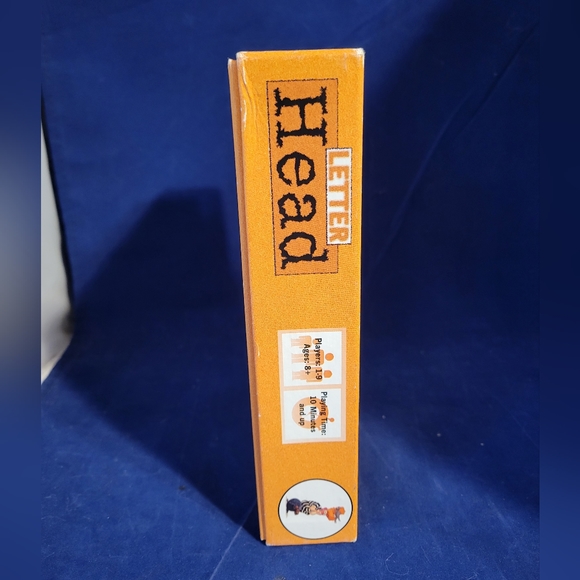 LETTER
Head
Players: 1-9
Ages: 8+
Playing Time:
10 Minutes
and up